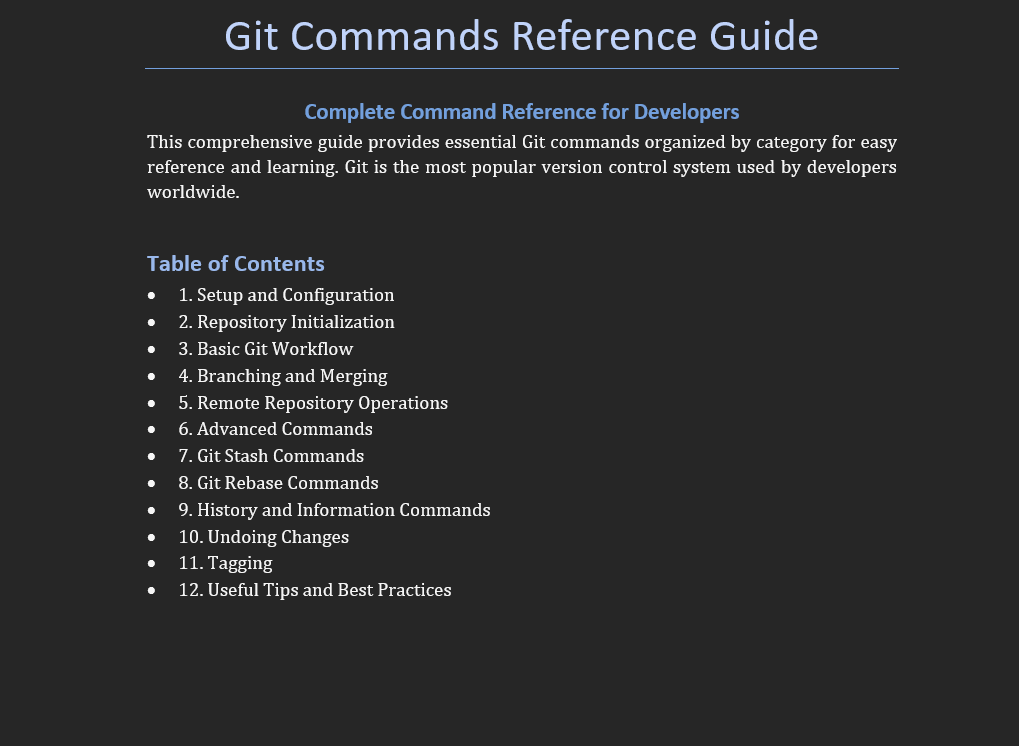 Git Commands Reference Guide
Complete Command Reference for Developers
This comprehensive guide provides essential Git commands organized by category for easy
reference and learning. Git is the most popular version control system used by developers
worldwide.
Table of Contents
• 1. Setup and Configuration
• 2. Repository Initialization
• 3. Basic Git Workflow
• 4. Branching and Merging
• 5. Remote Repository Operations
• 6. Advanced Commands
• 7. Git Stash Commands
• 8. Git Rebase Commands
• 9. History and Information Commands
• 10. Undoing Changes
• 11. Tagging
• 12. Useful Tips and Best Practices